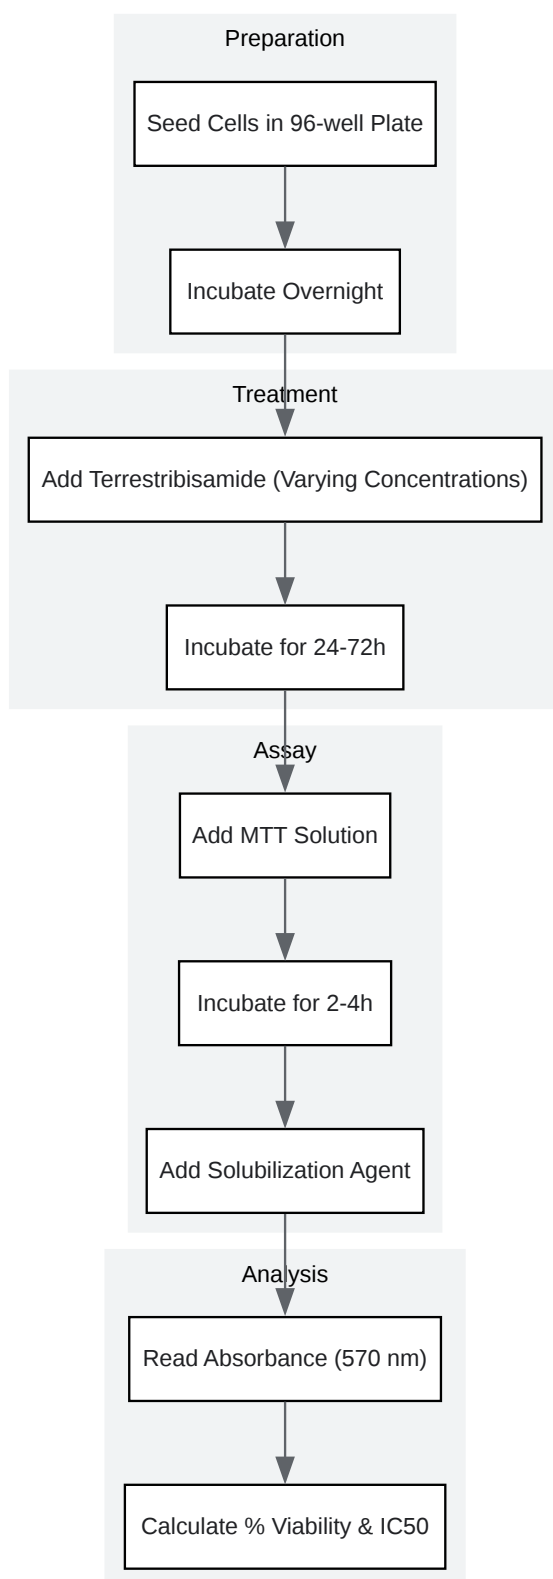 Preparation
Seed Cells in 96-well Plate
Incubate Overnight
Treatment
Add Terrestribisamide (Varying Concentrations)
Incubate for 24-72h
Assay
Add MTT Solution
Incubate for 2-4h
Add Solubilization Agent
Analysis
Read Absorbance (570 nm)
Calculate % Viability & IC50